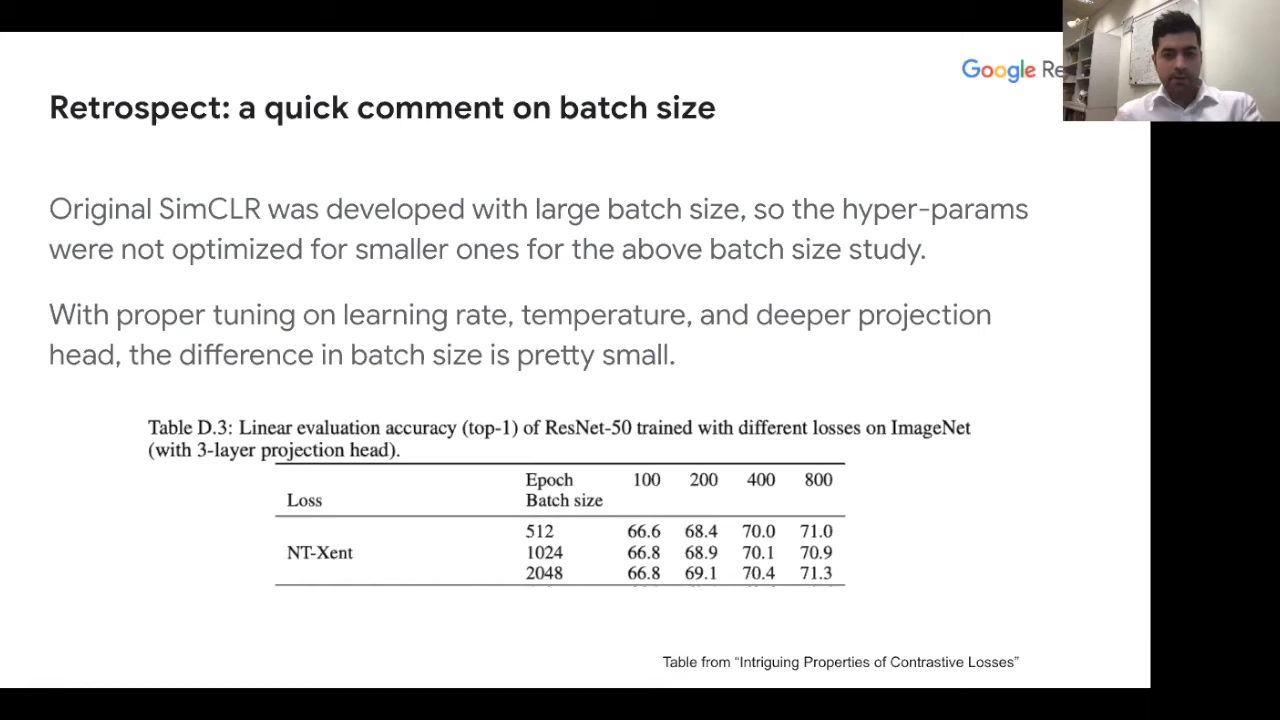 Google Re
Retrospect: a quick comment on batch size
Original SimCLR was developed with large batch size, so the hyper-params
were not optimized for smaller ones for the above batch size study.
With proper tuning on learning rate, temperature, and deeper projection
head, the difference in batch size is pretty small.
Table D.3: Linear evaluation accuracy (top-1) of ResNet-50 trained with different losses on ImageNet
(with 3-layer projection head).
Epoch 100 200 400 800
Loss Batch size
512 66.6 68.4 70.0 71.0
NT-Xent 1024 66.8 68.9 70.1 70.9
2048 66.8 69.1 70.4 71.3
Table from “Intriguing Properties of Contrastive Losses”